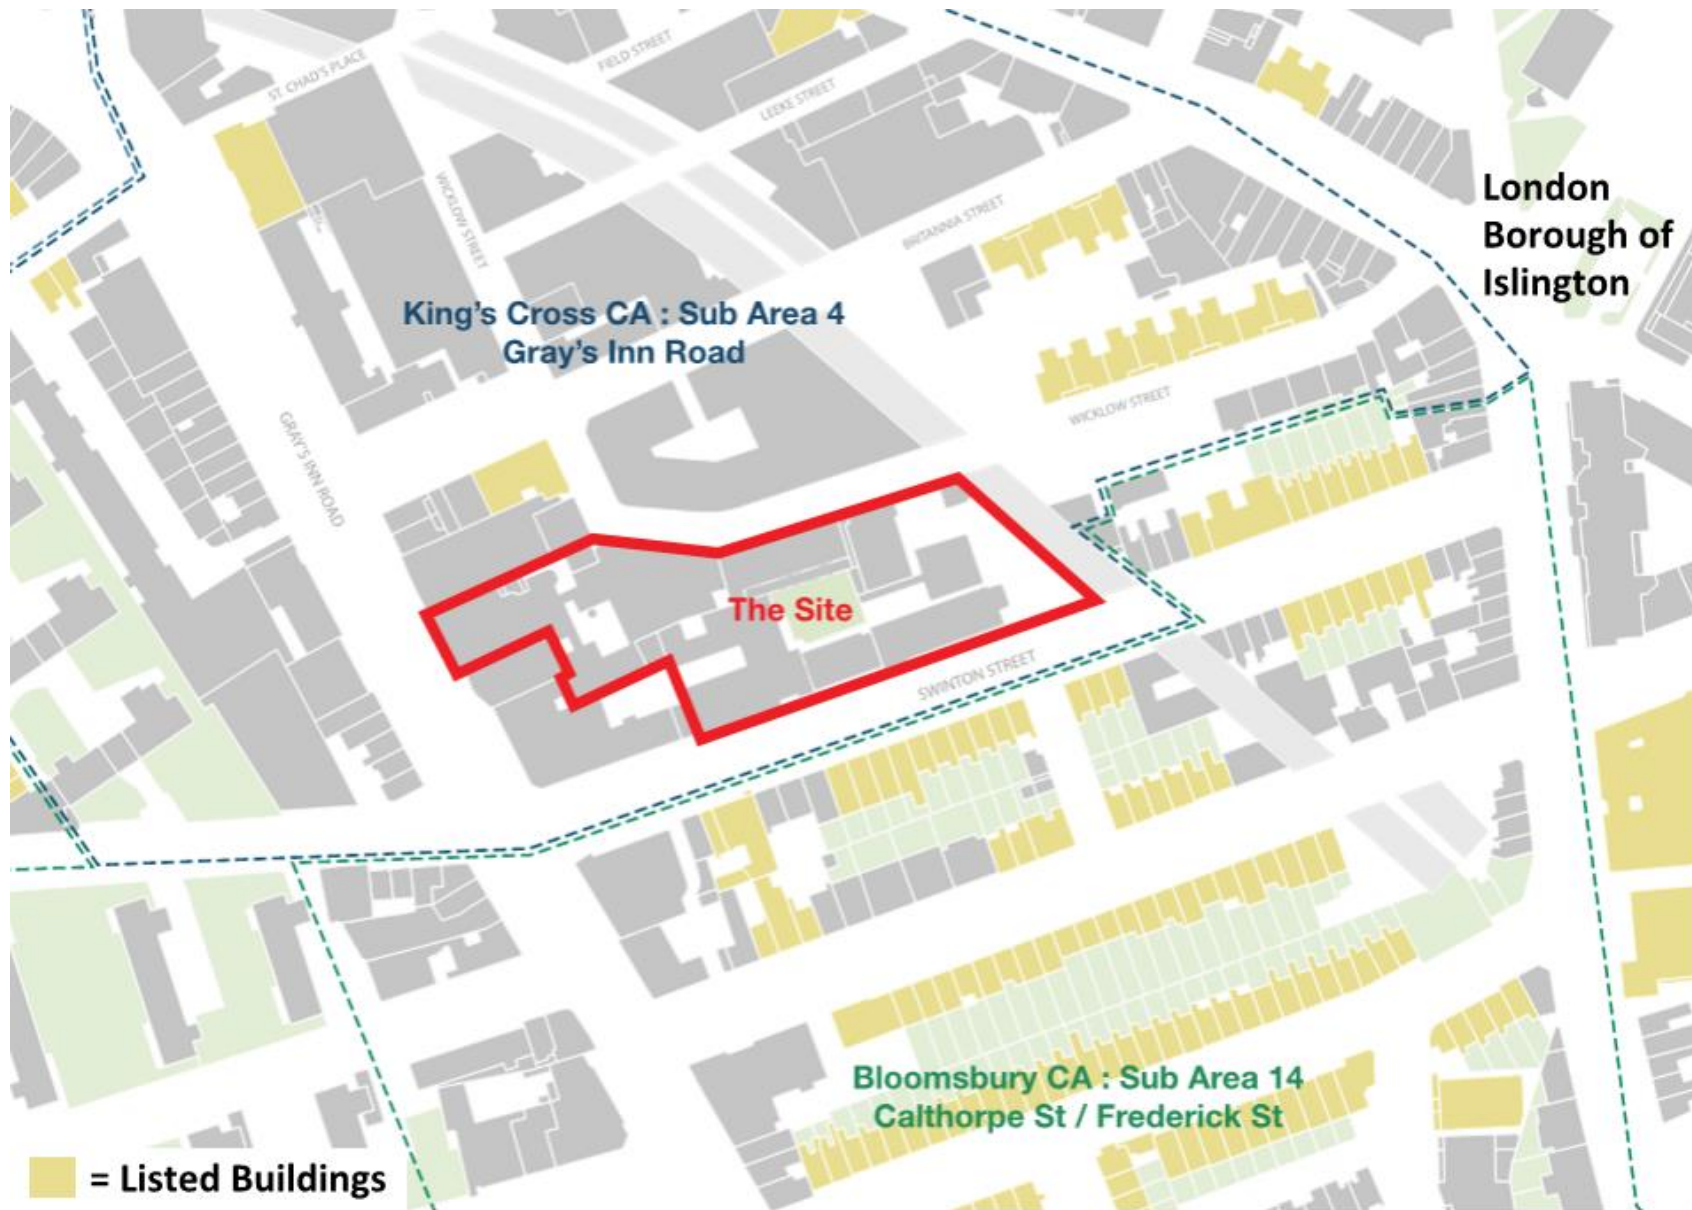 ST. CHAD'S PLACE
FIELD STREET
LEEKE STREET
WICKLOW STREET
BRITANNIA STREET
London
Borough of
Islington
King's Cross CA : Sub Area 4
Gray's Inn Road
WICKLOW STREET
GRAY'S INN ROAD
The Site
SWINTON STREET
Bloomsbury CA : Sub Area 14
Calthorpe St / Frederick St
= Listed Buildings